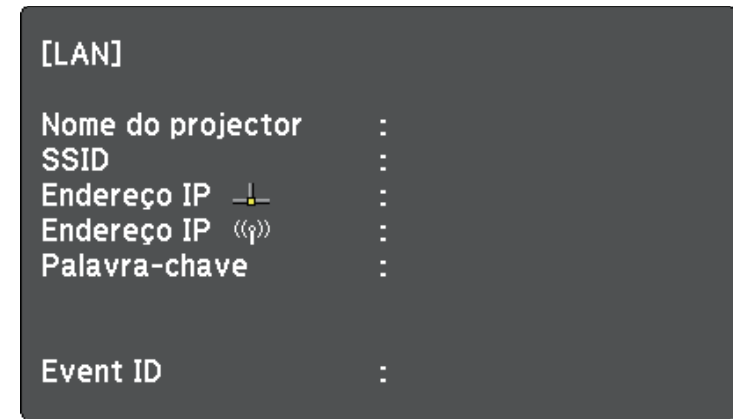 [LAN]
Nome do projector :
SSID :
Endereço IP :
Endereço IP :
Palavra-chave :
Event ID :